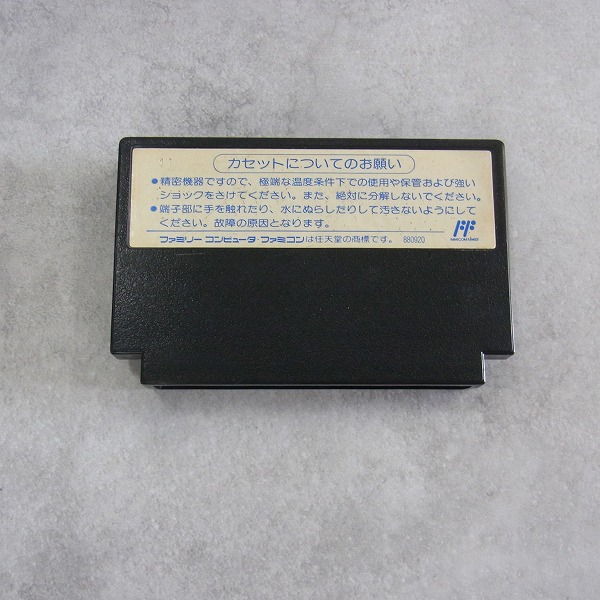 カセットについてのお願い
●精密機器ですので、極端な温度条件下での使用や保管および強い
ショックをさけてください。また、絶対に分解しないでください。
●端子部に手を触れたり、水にぬらしたりして汚さないようにして
ください。故障の原因となります。
ファミリー コンピュータ・ファミコンは任天堂の商標です。 880920
FAMICOM FAMILY